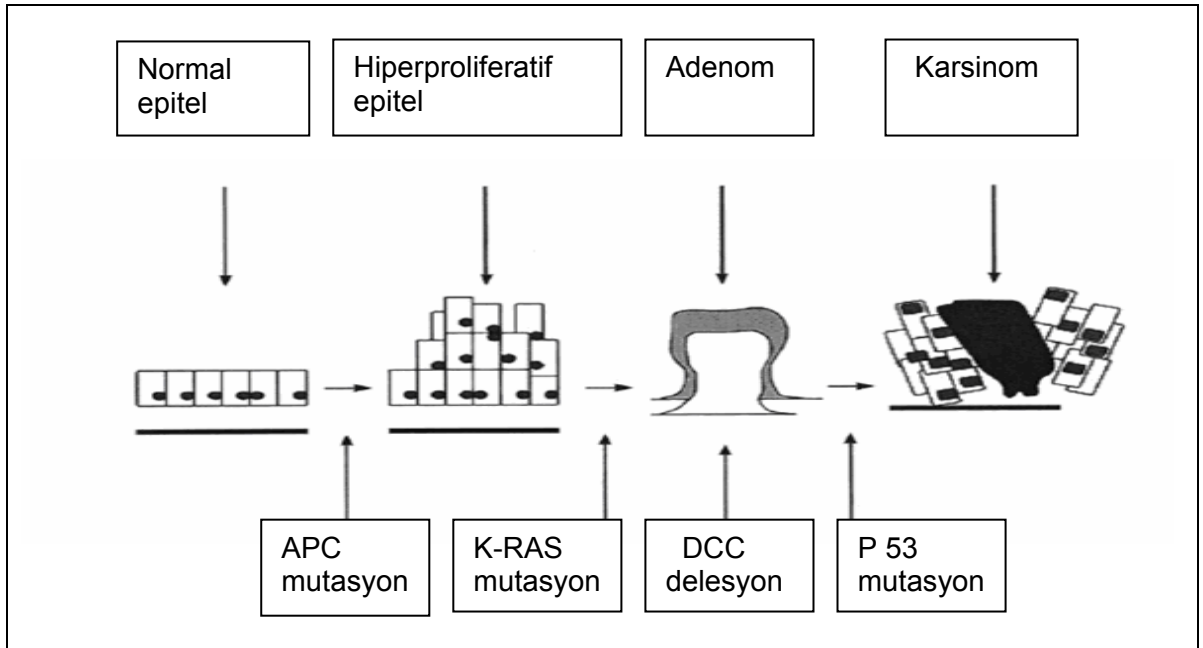 Normal
epitel
Hiperproliferatif
epitel
Adenom
Karsinom
APC
mutasyon
K-RAS
mutasyon
DCC
delesyon
P 53
mutasyon